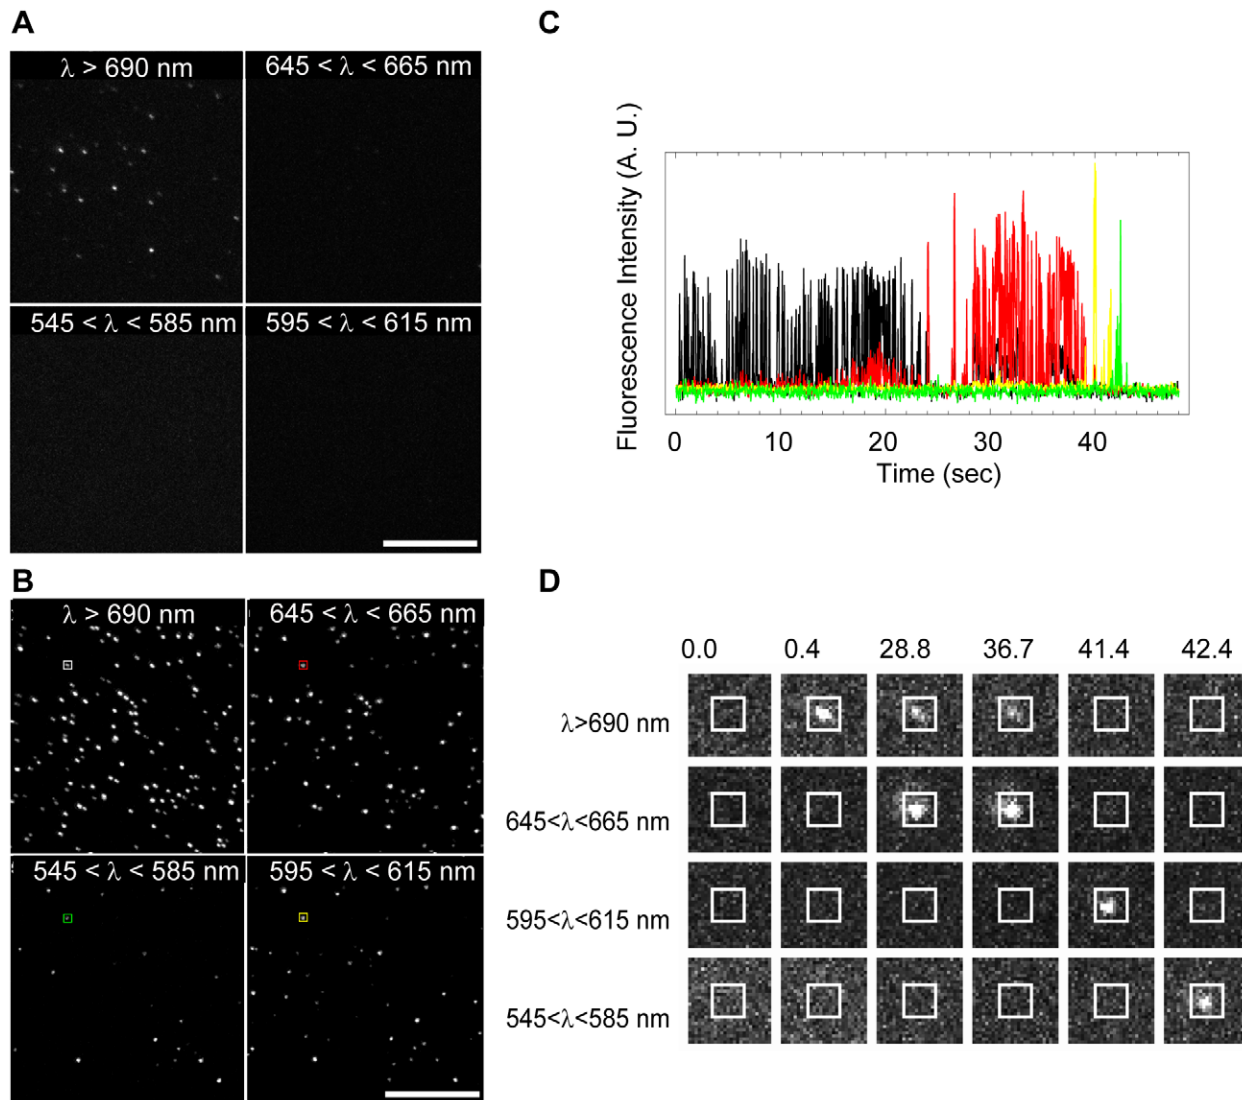 A
λ > 690 nm
645 < λ < 665 nm
545 < λ < 585 nm
595 < λ < 615 nm
B
λ > 690 nm
645 < λ < 665 nm
545 < λ < 585 nm
595 < λ < 615 nm
C
Fluorescence Intensity (A. U.)
0 10 20 30 40
Time (sec)
D
0.0 0.4 28.8 36.7 41.4 42.4
λ>690 nm
645<λ<665 nm
595<λ<615 nm
545<λ<585 nm